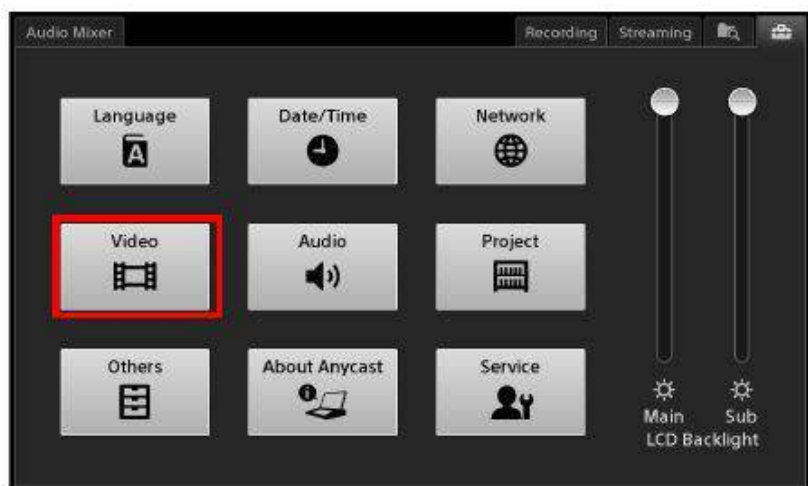 Audio Mixer
Recording
Streaming
Language
Date/Time
Network
Video
Audio
Project
Others
About Anycast
Service
Main
Sub
LCD Backlight